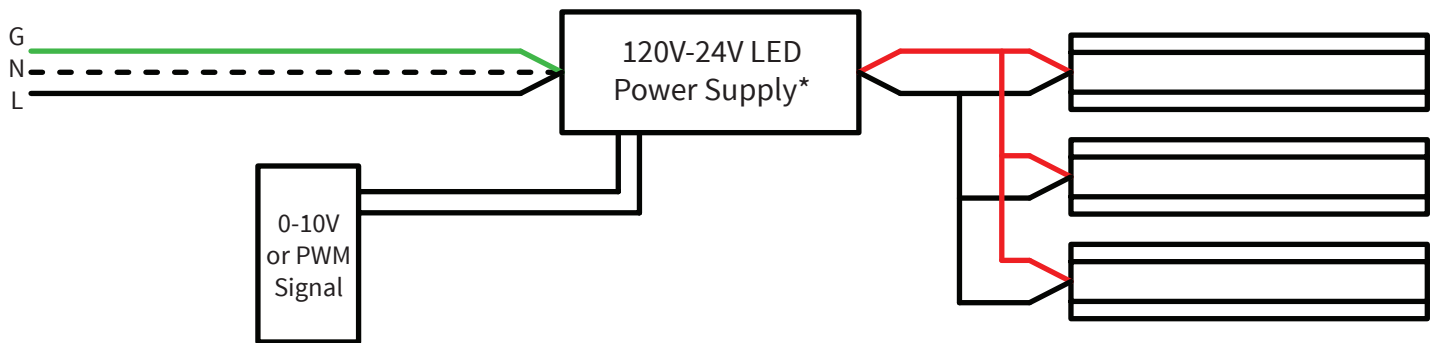 G
N
L
120V-24V LED
Power Supply*
0-10V
or PWM
Signal